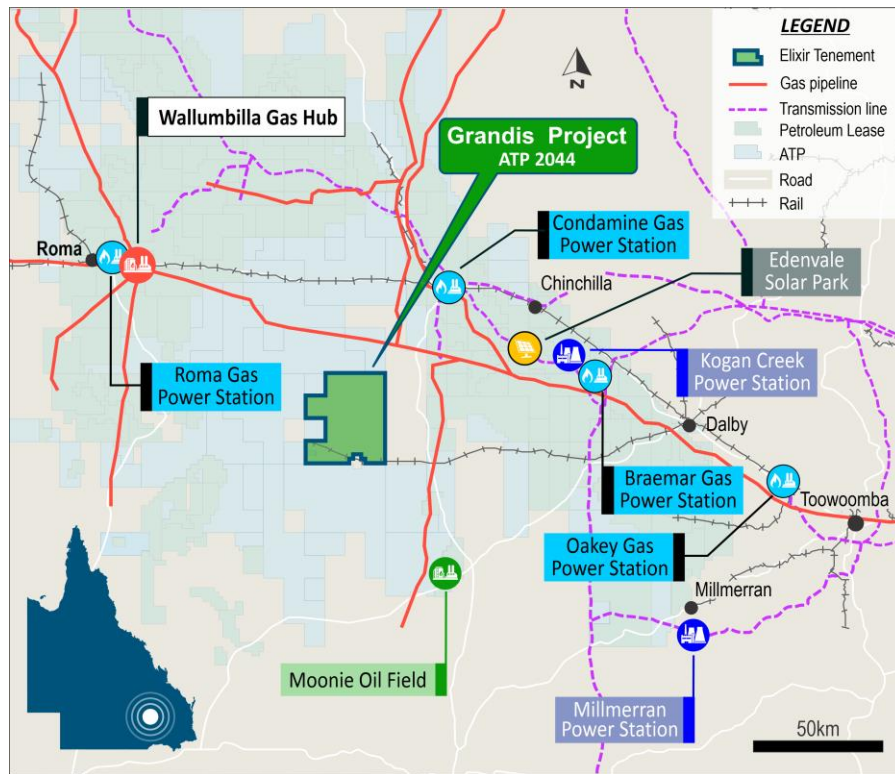 LEGEND
Elixir Tenement
Gas pipeline
Transmission line
Petroleum Lease
ATP
Road
Rail
N
Wallumbilla Gas Hub
Grandis Project
ATP 2044
Condamine Gas
Power Station
Roma
Chinchilla
Edenvale
Solar Park
Roma Gas
Power Station
Kogan Creek
Power Station
Dalby
Braemar Gas
Power Station
Toowoomba
Oakey Gas
Power Station
Millmerran
Moonie Oil Field
Millmerran
Power Station
50km